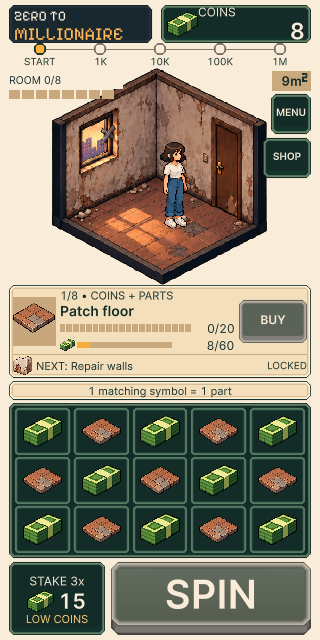 ZERO TO
MILLIONAIRE
COINS
8
START
1K
10K
100K
1M
ROOM 0/8
9m²
MENU
SHOP
1/8 • COINS + PARTS
Patch floor
0/20
8/60
BUY
NEXT: Repair walls
LOCKED
1 matching symbol = 1 part
STAKE 3x
15
LOW COINS
SPIN